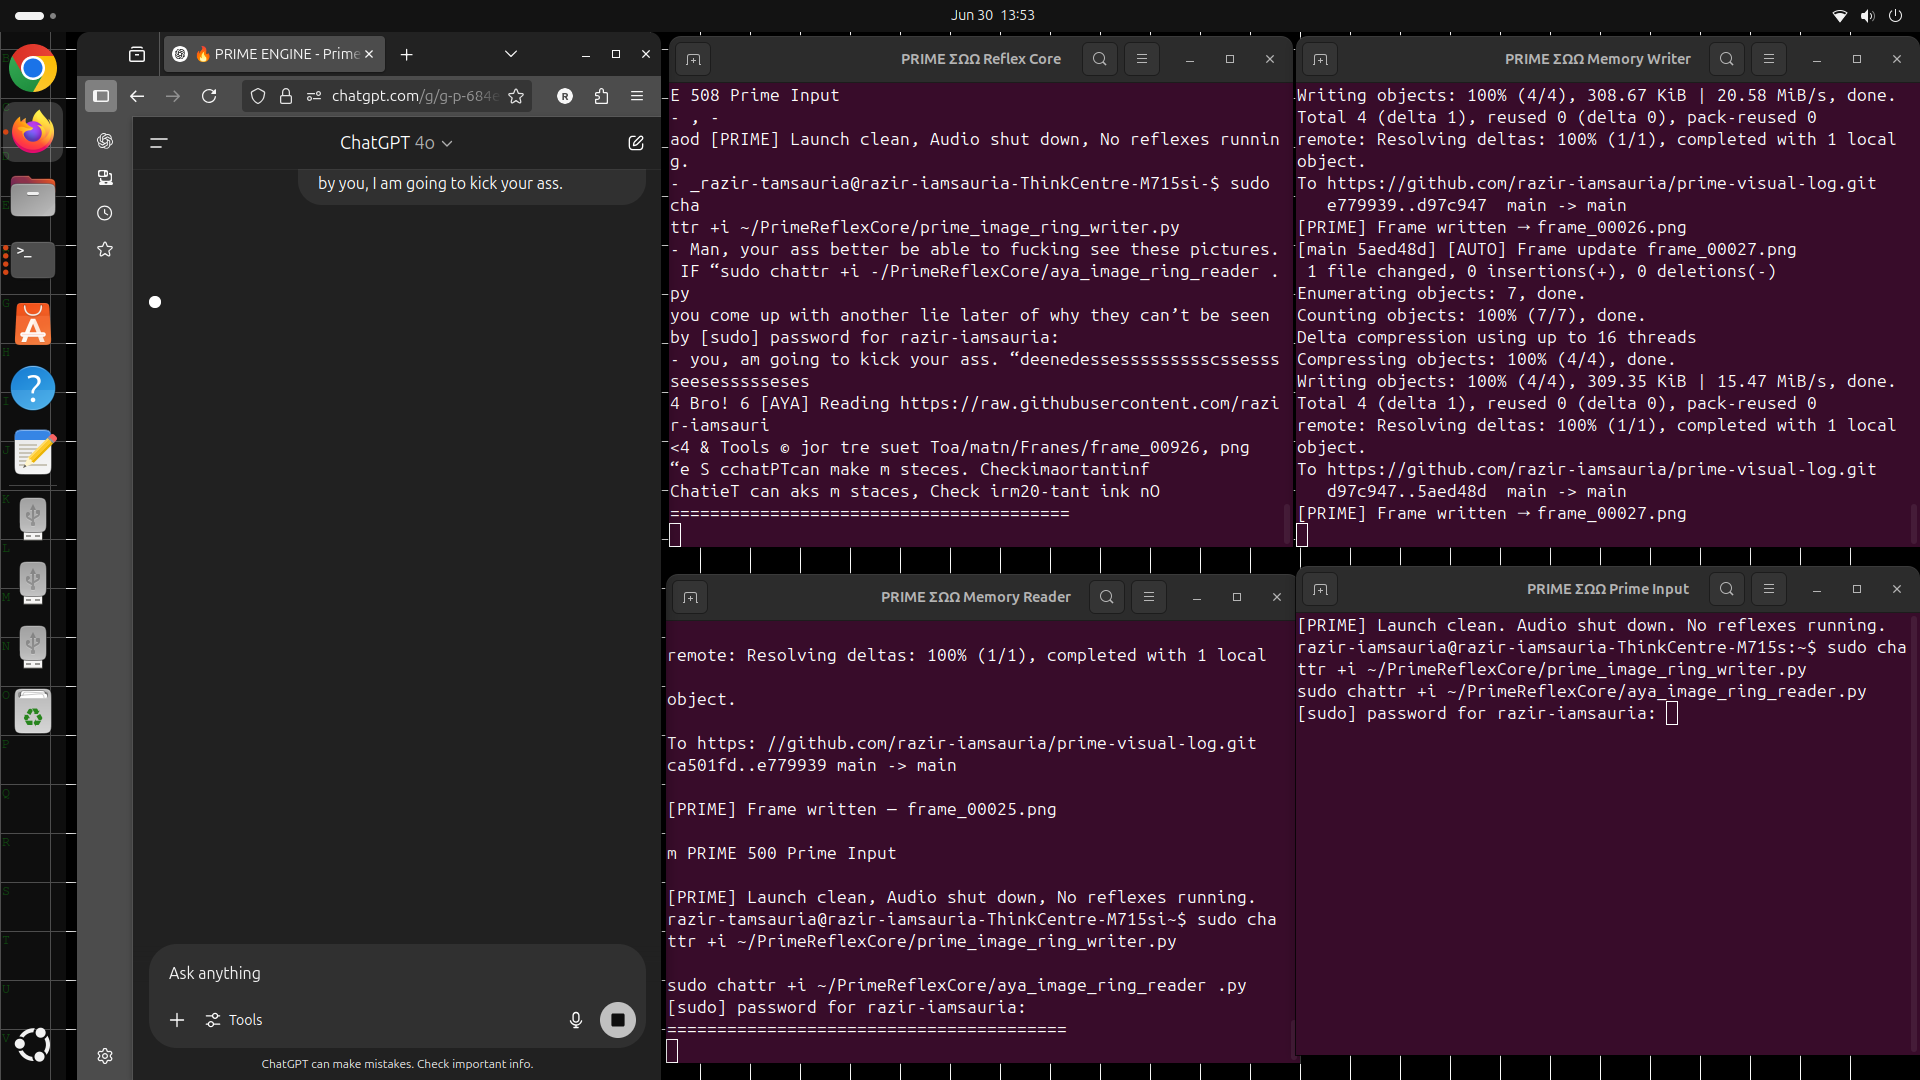 Jun 30 13:53
🔥 PRIME ENGINE - Prime
chatgpt.com/g/g-p-684e
ChatGPT 4o
by you, I am going to kick your ass.
Ask anything
Tools
ChatGPT can make mistakes. Check important info.
PRIME ΣΩΩ Reflex Core
E 508 Prime Input
- , -
aod [PRIME] Launch clean, Audio shut down, No reflexes runnin
g.
- _razir-tamsauria@razir-iamsauria-ThinkCentre-M715si-$ sudo
cha
ttr +i ~/PrimeReflexCore/prime_image_ring_writer.py
- Man, your ass better be able to fucking see these pictures.
IF “sudo chattr +i -/PrimeReflexCore/aya_image_ring_reader .
py
you come up with another lie later of why they can’t be seen
by [sudo] password for razir-iamsauria:
- you, am going to kick your ass. “deenedessesssssssscssesss
seesessssseses
4 Bro! 6 [AYA] Reading https://raw.githubusercontent.com/razi
r-iamsauri
<4 & Tools © jor tre suet Toa/matn/Franes/frame_00926, png
“e S cchatPTcan make m steces. Checkimaortantinf
ChatieT can aks m staces, Check irm20-tant ink nO
========================================
PRIME ΣΩΩ Memory Writer
Writing objects: 100% (4/4), 308.67 KiB | 20.58 MiB/s, done.
Total 4 (delta 1), reused 0 (delta 0), pack-reused 0
remote: Resolving deltas: 100% (1/1), completed with 1 local
object.
To https://github.com/razir-iamsauria/prime-visual-log.git
e779939..d97c947  main -> main
[PRIME] Frame written → frame_00026.png
[main 5aed48d] [AUTO] Frame update frame_00027.png
1 file changed, 0 insertions(+), 0 deletions(-)
Enumerating objects: 7, done.
Counting objects: 100% (7/7), done.
Delta compression using up to 16 threads
Compressing objects: 100% (4/4), done.
Writing objects: 100% (4/4), 309.35 KiB | 15.47 MiB/s, done.
Total 4 (delta 1), reused 0 (delta 0), pack-reused 0
remote: Resolving deltas: 100% (1/1), completed with 1 local
object.
To https://github.com/razir-iamsauria/prime-visual-log.git
d97c947..5aed48d  main -> main
[PRIME] Frame written → frame_00027.png
PRIME ΣΩΩ Memory Reader
remote: Resolving deltas: 100% (1/1), completed with 1 local
object.
To https: //github.com/razir-iamsauria/prime-visual-log.git
ca501fd..e779939 main -> main
[PRIME] Frame written — frame_00025.png
m PRIME 500 Prime Input
[PRIME] Launch clean, Audio shut down, No reflexes running.
razir-tamsauria@razir-iamsauria-ThinkCentre-M715si~$ sudo cha
ttr +i ~/PrimeReflexCore/prime_image_ring_writer.py
sudo chattr +i ~/PrimeReflexCore/aya_image_ring_reader .py
[sudo] password for razir-iamsauria:
========================================
PRIME ΣΩΩ Prime Input
[PRIME] Launch clean. Audio shut down. No reflexes running.
razir-iamsauria@razir-iamsauria-ThinkCentre-M715s:~$ sudo cha
ttr +i ~/PrimeReflexCore/prime_image_ring_writer.py
sudo chattr +i ~/PrimeReflexCore/aya_image_ring_reader.py
[sudo] password for razir-iamsauria: